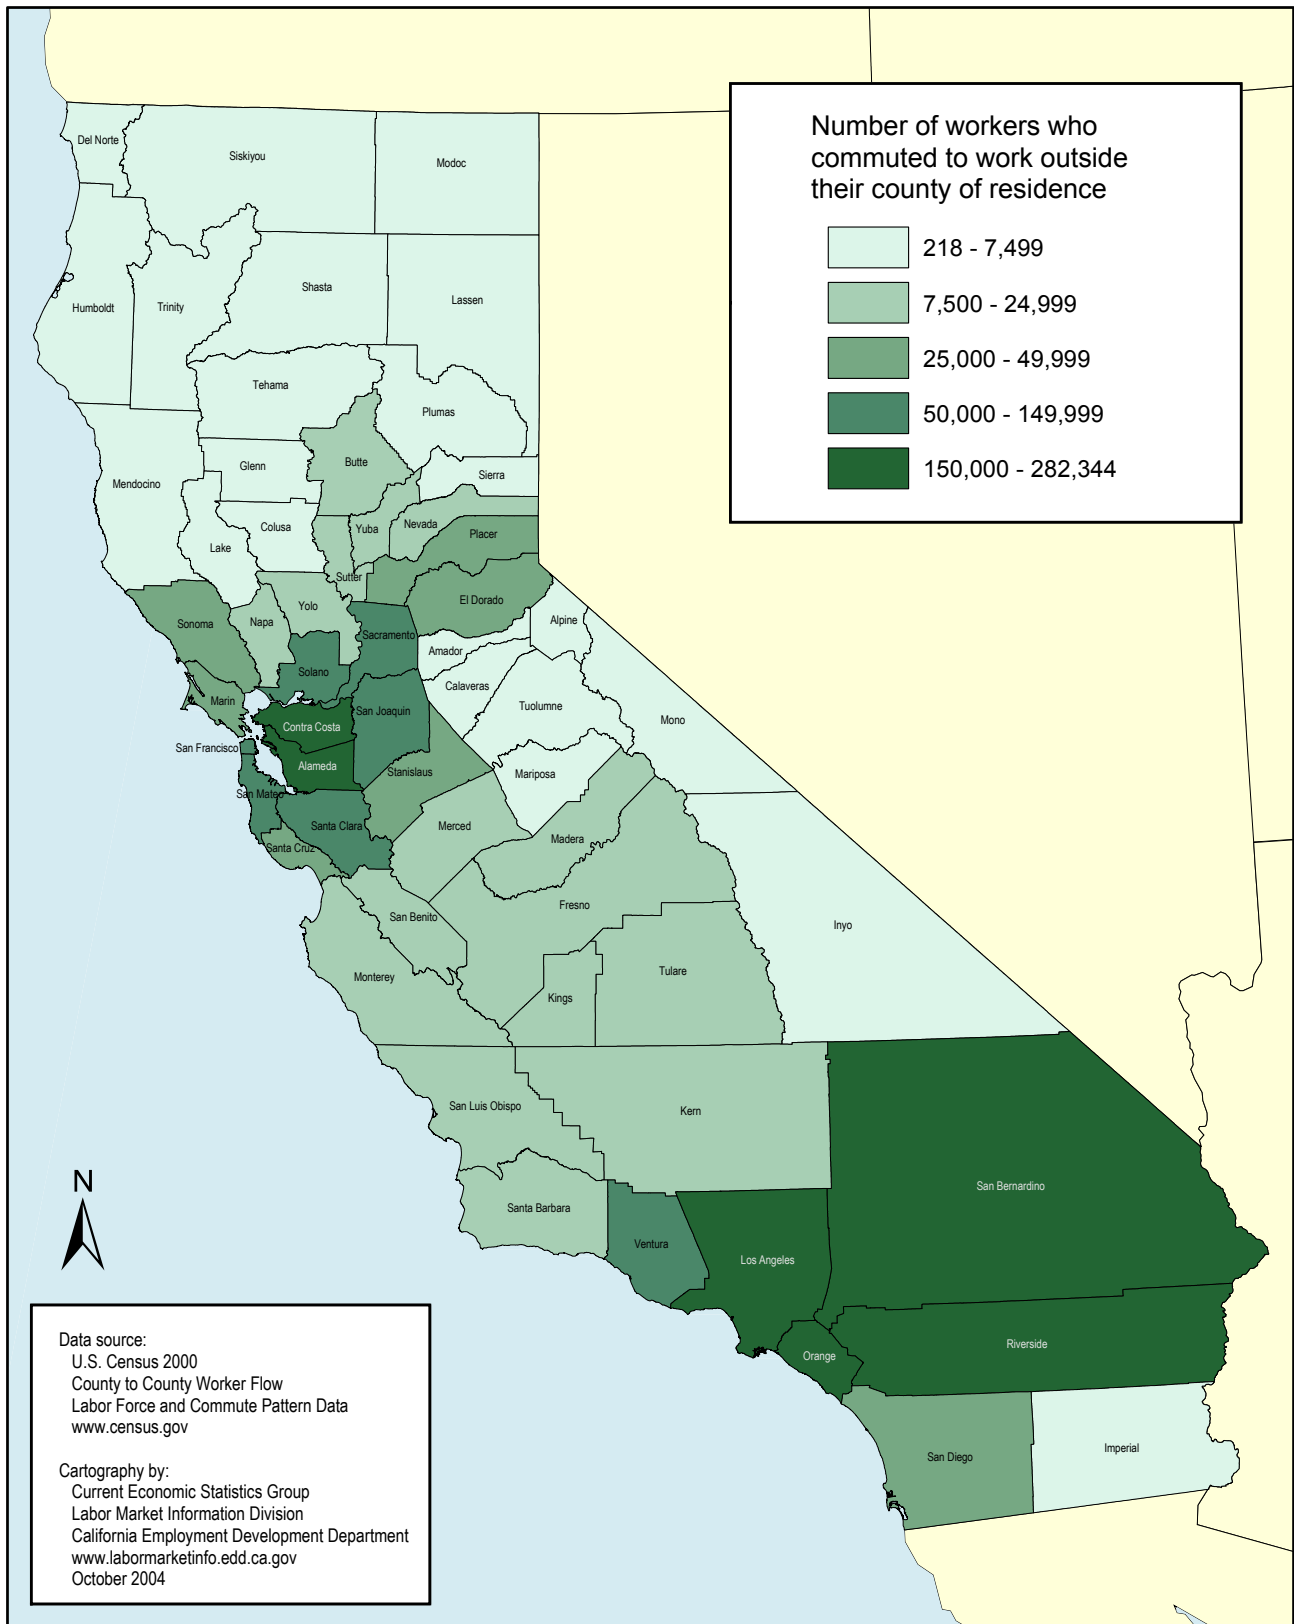 Number of workers who
commuted to work outside
their county of residence
218 - 7,499
7,500 - 24,999
25,000 - 49,999
50,000 - 149,999
150,000 - 282,344
Del Norte
Siskiyou
Modoc
Humboldt
Trinity
Shasta
Lassen
Tehama
Plumas
Mendocino
Glenn
Butte
Sierra
Lake
Colusa
Yuba
Nevada
Placer
Sutter
Sonoma
Napa
Yolo
El Dorado
Sacramento
Alpine
Amador
Solano
Calaveras
Marin
San Joaquin
Tuolumne
Mono
Contra Costa
San Francisco
Alameda
Stanislaus
Mariposa
San Mateo
Santa Clara
Merced
Madera
Santa Cruz
Fresno
San Benito
Inyo
Monterey
Tulare
Kings
San Luis Obispo
Kern
San Bernardino
Santa Barbara
Ventura
Los Angeles
Orange
Riverside
San Diego
Imperial
N
Data source:
U.S. Census 2000
County to County Worker Flow
Labor Force and Commute Pattern Data
www.census.gov
Cartography by:
Current Economic Statistics Group
Labor Market Information Division
California Employment Development Department
www.labormarketinfo.edd.ca.gov
October 2004